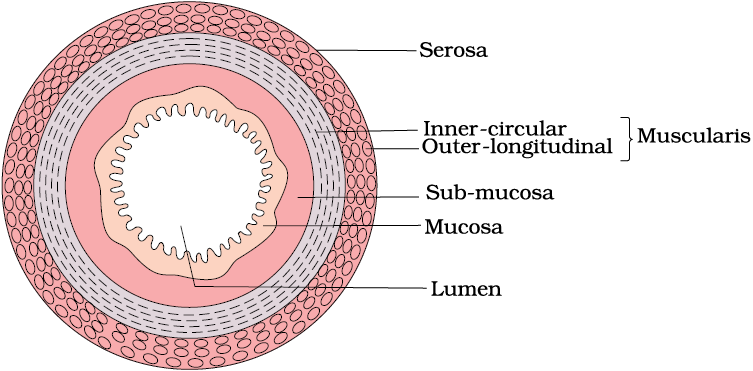 Serosa
Inner-circular
Outer-longitudinal
Muscularis
Sub-mucosa
Mucosa
Lumen